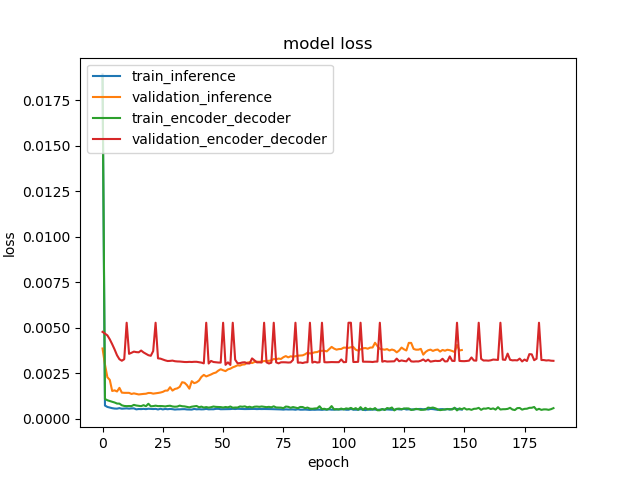 model loss
train_inference
validation_inference
train_encoder_decoder
validation_encoder_decoder
0.0175
0.0150
0.0125
0.0100
0.0075
0.0050
0.0025
0.0000
loss
0 25 50 75 100 125 150 175
epoch